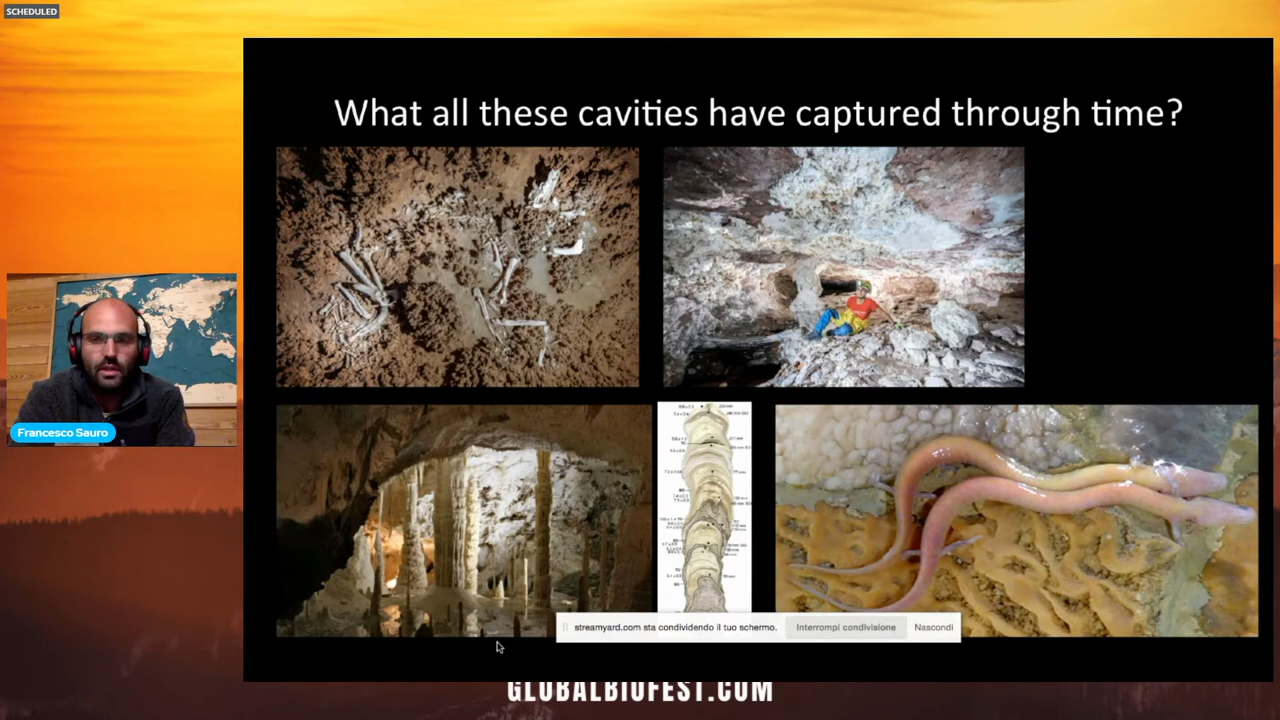 SCHEDULED
What all these cavities have captured through time?
Francesco Sauro
streamyard.com sta condividendo il tuo schermo. Interrompi condivisione Nascondi
GLOBALBIOFEST.COM